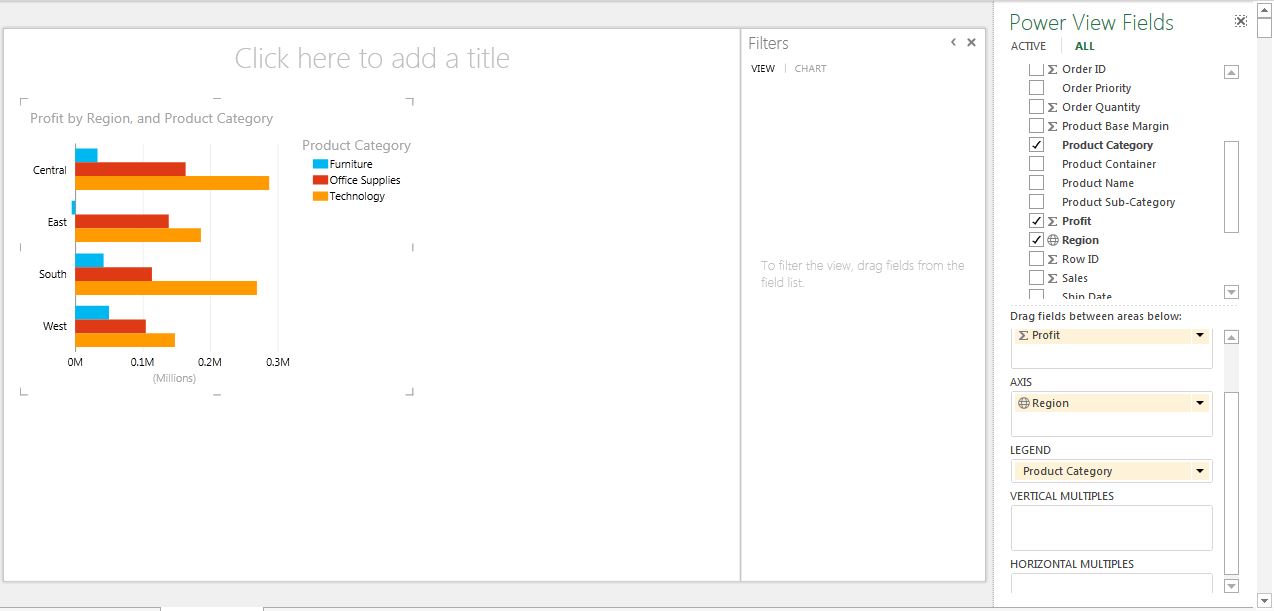 Click here to add a title
Profit by Region, and Product Category
Product Category
Furniture
Office Supplies
Technology
Central
East
South
West
0M 0.1M 0.2M 0.3M
(Millions)
Filters
VIEW CHART
To filter the view, drag fields from the
field list.
Power View Fields
ACTIVE ALL
Order ID
Order Priority
Order Quantity
Product Base Margin
Product Category
Product Container
Product Name
Product Sub-Category
Profit
Region
Row ID
Sales
Ship Date
Drag fields between areas below:
Σ Profit
AXIS
Region
LEGEND
Product Category
VERTICAL MULTIPLES
HORIZONTAL MULTIPLES